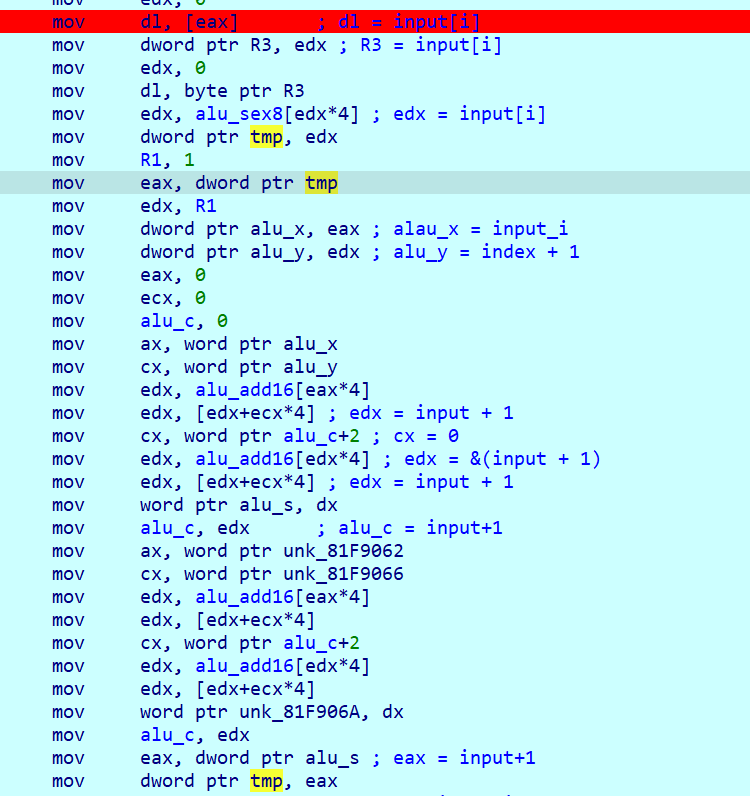 mov edx, 0
mov dl, [eax] ; dl = input[i]
mov dword ptr R3, edx ; R3 = input[i]
mov edx, 0
mov dl, byte ptr R3
mov edx, alu_sex8[edx*4] ; edx = input[i]
mov dword ptr tmp, edx
mov R1, 1
mov eax, dword ptr tmp
mov edx, R1
mov dword ptr alu_x, eax ; alau_x = input_i
mov dword ptr alu_y, edx ; alu_y = index + 1
mov eax, 0
mov ecx, 0
mov alu_c, 0
mov ax, word ptr alu_x
mov cx, word ptr alu_y
mov edx, alu_add16[eax*4]
mov edx, [edx+ecx*4] ; edx = input + 1
mov cx, word ptr alu_c+2 ; cx = 0
mov edx, alu_add16[edx*4] ; edx = &(input + 1)
mov edx, [edx+ecx*4] ; edx = input + 1
mov word ptr alu_s, dx
mov alu_c, edx ; alu_c = input+1
mov ax, word ptr unk_81F9062
mov cx, word ptr unk_81F9066
mov edx, alu_add16[eax*4]
mov edx, [edx+ecx*4]
mov cx, word ptr alu_c+2
mov edx, alu_add16[edx*4]
mov edx, [edx+ecx*4]
mov word ptr unk_81F906A, dx
mov alu_c, edx
mov eax, dword ptr alu_s ; eax = input+1
mov dword ptr tmp, eax